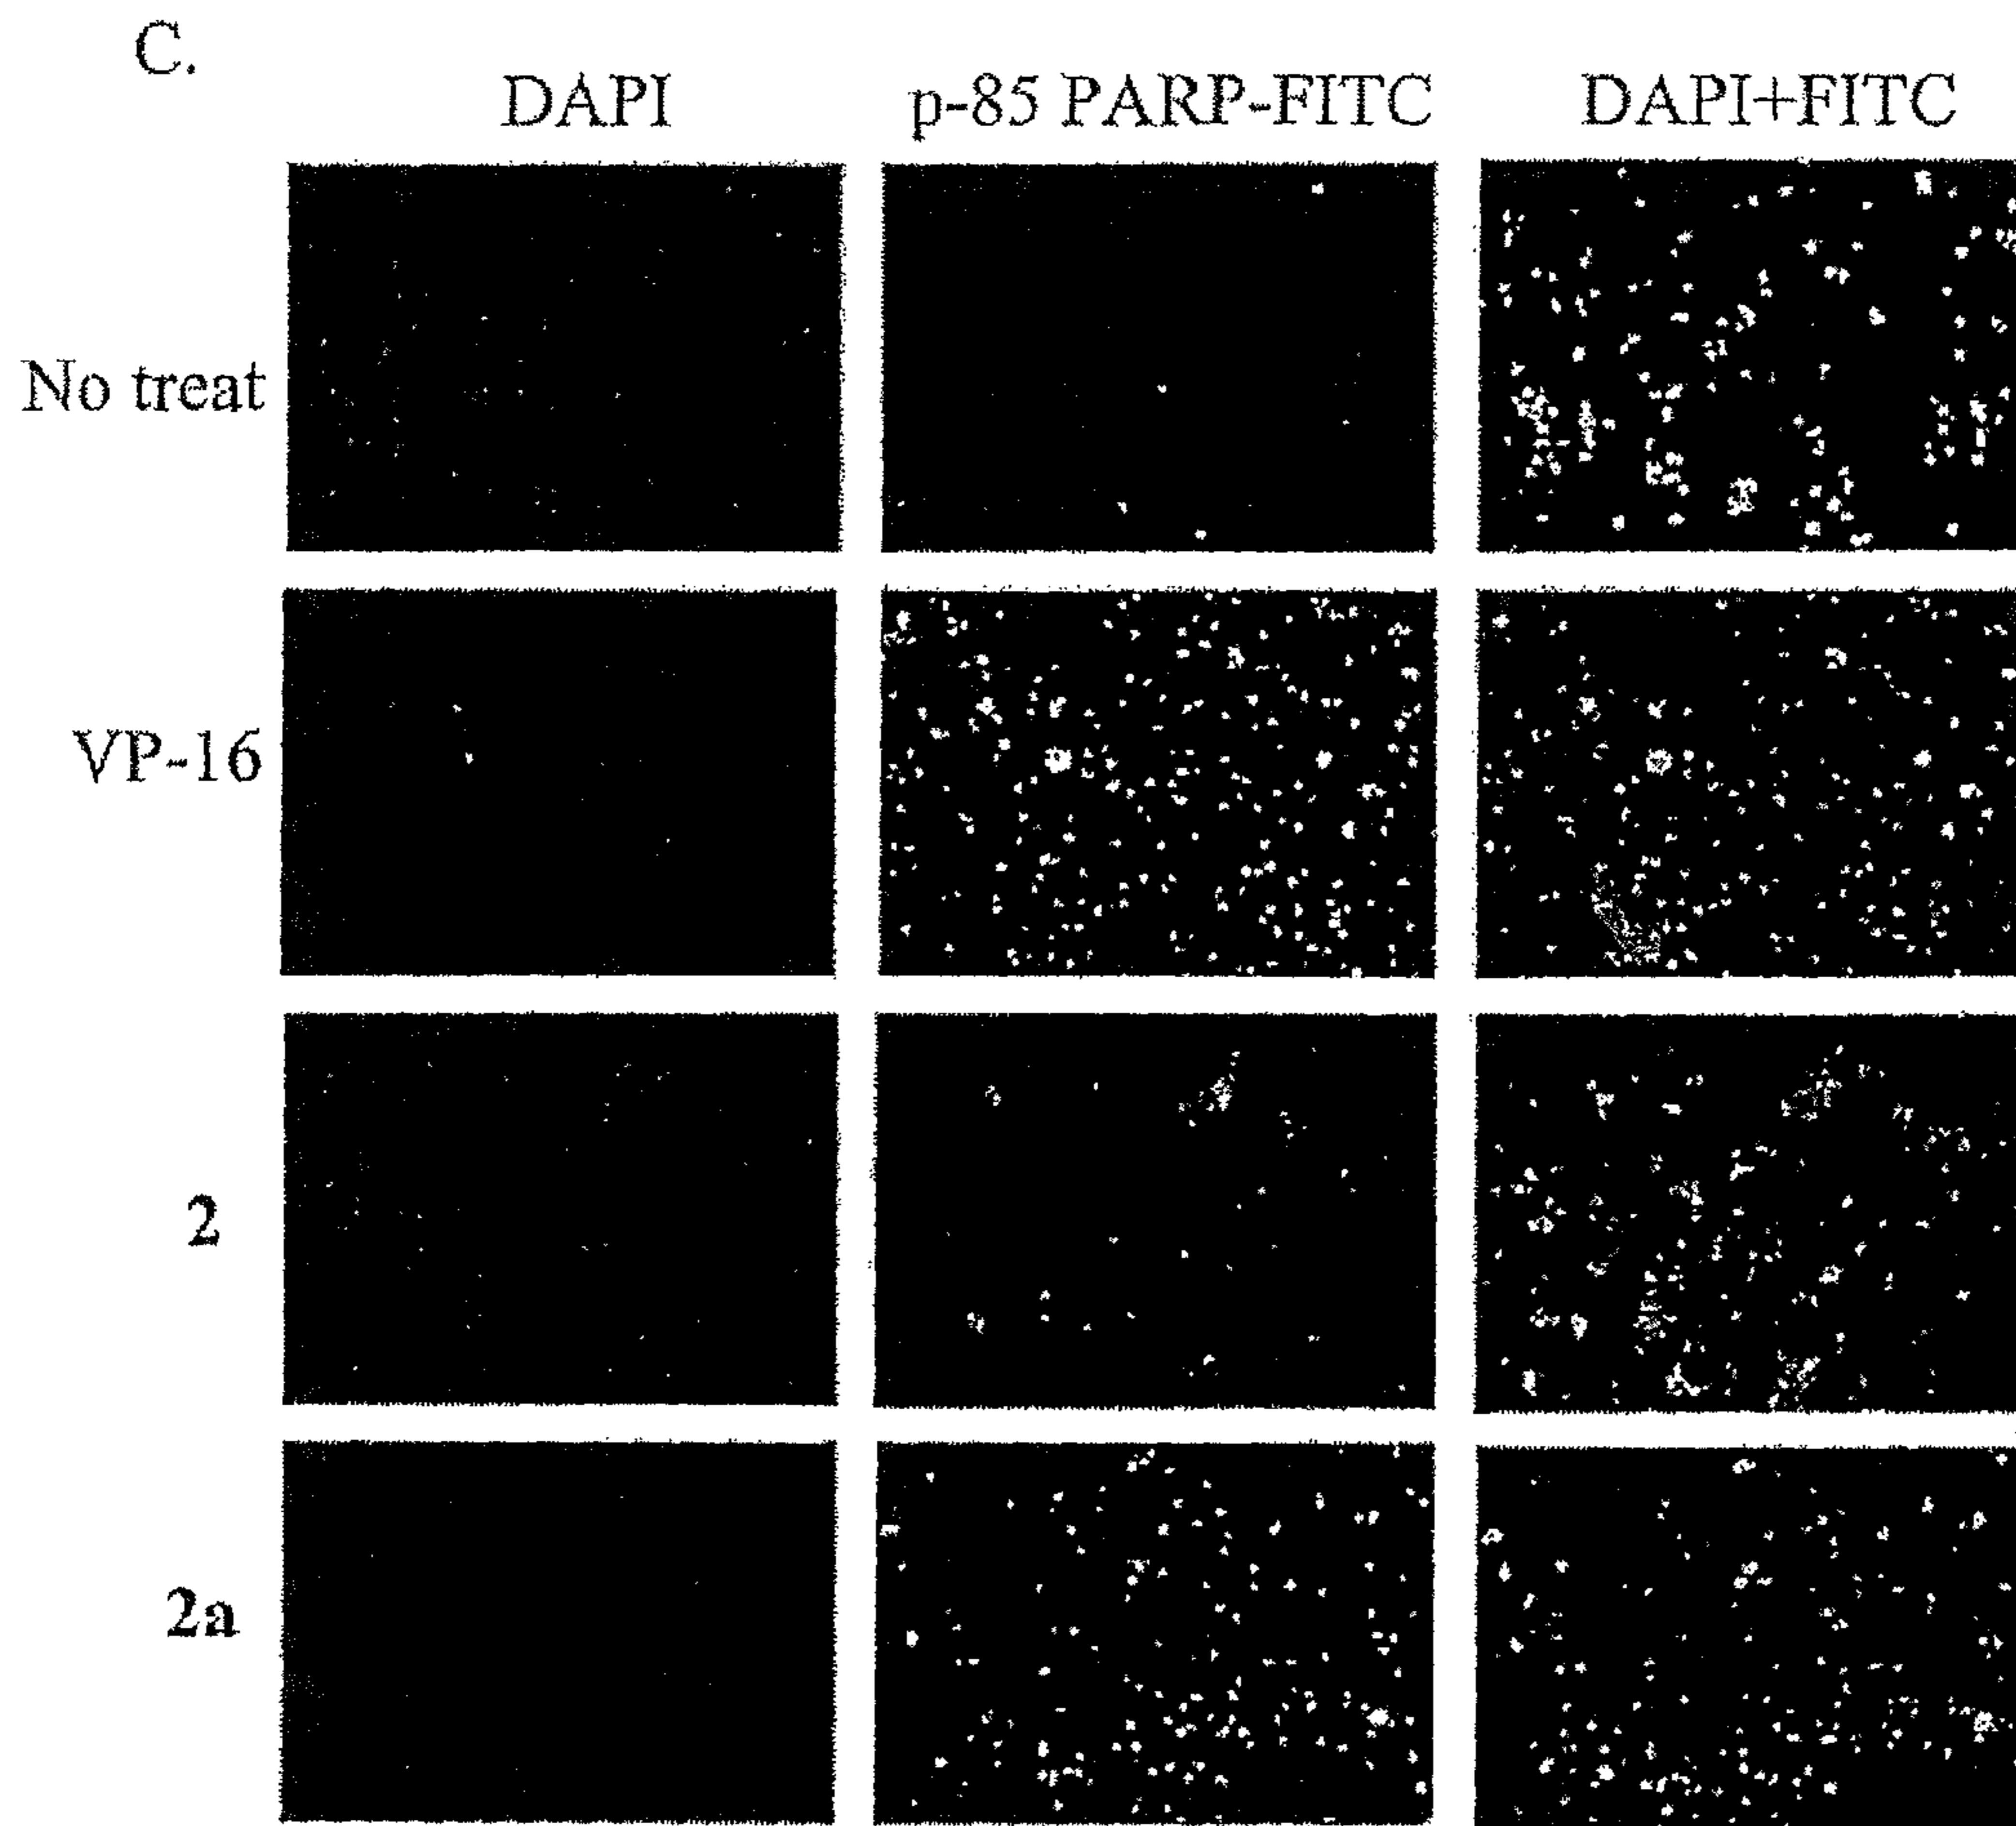 C.
DAPI p-85 PARP-FITC DAPI+FITC
No treat
VP-16
2
2a